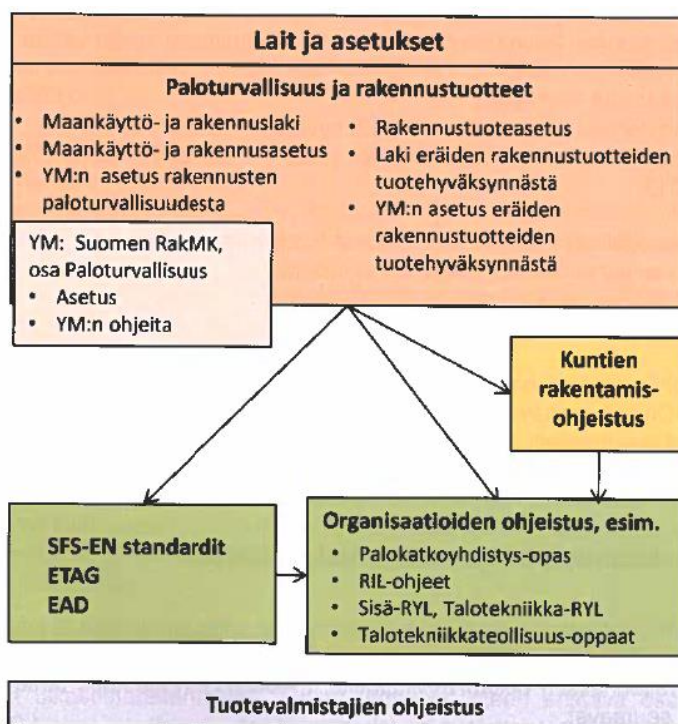 Lait ja asetukset
Paloturvallisuus ja rakennustuotteet
• Maankäyttö- ja rakennuslaki
• Maankäyttö- ja rakennusasetus
• YM:n asetus rakennusten
paloturvallisuudesta
• Rakennustuoteasetus
• Laki eräiden rakennustuotteiden
tuotehyväksynnästä
• YM:n asetus eräiden
rakennustuotteiden
tuotehyväksynnästä
YM: Suomen RakMK,
osa Paloturvallisuus
• Asetus
• YM:n ohjeita
Kuntien
rakentamis-
ohjeistus
SFS-EN standardit
ETAG
EAD
Organisaatioiden ohjeistus, esim.
• Palokatkoyhdistys-opas
• RIL-ohjeet
• Sisä-RYL, Talotekniikka-RYL
• Talotekniikkateollisuus-oppaat
Tuotevalmistajien ohjeistus